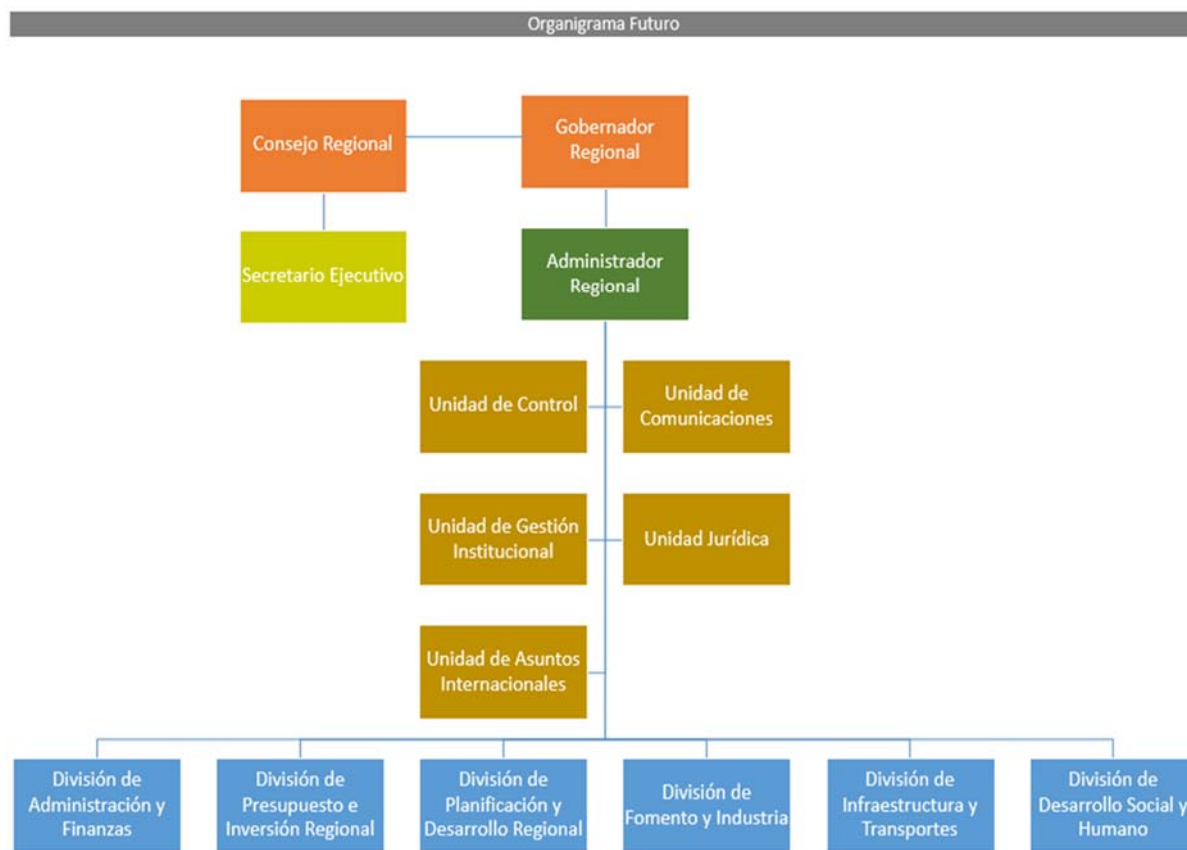 Organigrama Futuro
Consejo Regional
Gobernador
Regional
Secretario Ejecutivo
Administrador
Regional
Unidad de Control
Unidad de
Comunicaciones
Unidad de Gestión
Institucional
Unidad Jurídica
Unidad de Asuntos
Internacionales
División de
Administración y
Finanzas
División de
Presupuesto e
Inversión Regional
División de
Planificación y
Desarrollo Regional
División de
Fomento y Industria
División de
Infraestructura y
Transportes
División de
Desarrollo Social y
Humano